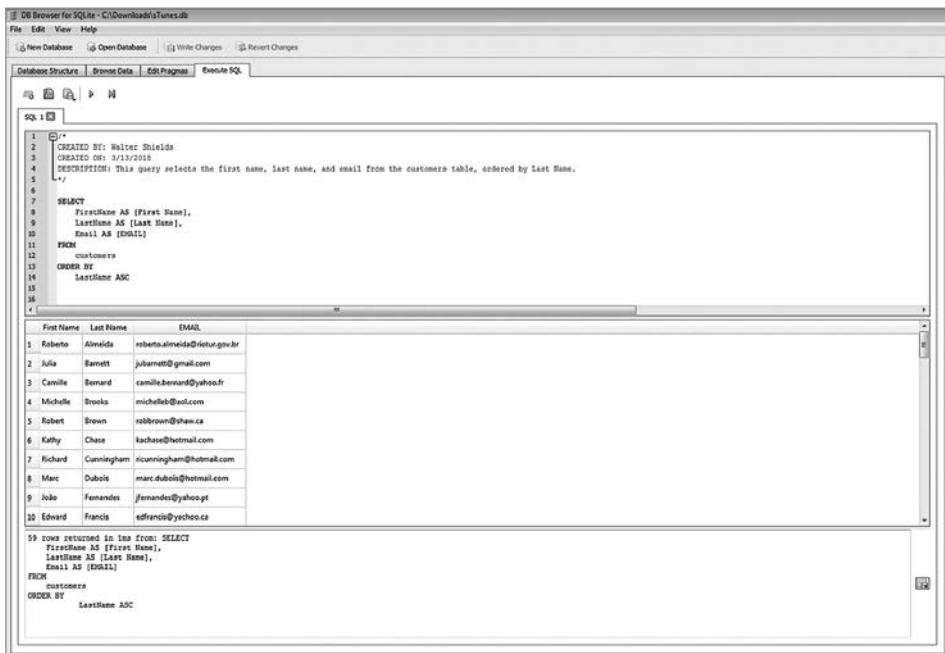 DB Browser for SQLite - C:\Downloads\sTunes.db
File Edit View Help
New Database Open Database Write Changes Revert Changes
Database Structure Browse Data Edit Pragmas Execute SQL
SQL 1
1 /*
2 CREATED BY: Walter Shields
3 CREATED ON: 3/13/2018
4 DESCRIPTION: This query selects the first name, last name, and email from the customers table, ordered by Last Name.
5 */
6
7 SELECT
8 FirstName AS [First Name],
9 LastName AS [Last Name],
10 Email AS [EMAIL]
11 FROM
12 customers
13 ORDER BY
14 LastName ASC
15
16
First Name Last Name EMAIL
1 Roberto Almeida roberto.almeida@riotur.gov.br
2 Julia Barnett jubarnett@gmail.com
3 Camille Bernard camille.bernard@yahoo.fr
4 Michelle Brooks michelleb@aol.com
5 Robert Brown robbrown@shaw.ca
6 Kathy Chase kachase@hotmail.com
7 Richard Cunningham ricunningham@hotmail.com
8 Marc Dubois marc.dubois@hotmail.com
9 João Fernandes jfernandes@yahoo.pt
10 Edward Francis edfrancis@yachoo.ca
59 rows returned in 1ms from: SELECT
FirstName AS [First Name],
LastName AS [Last Name],
Email AS [EMAIL]
FROM
customers
ORDER BY
LastName ASC